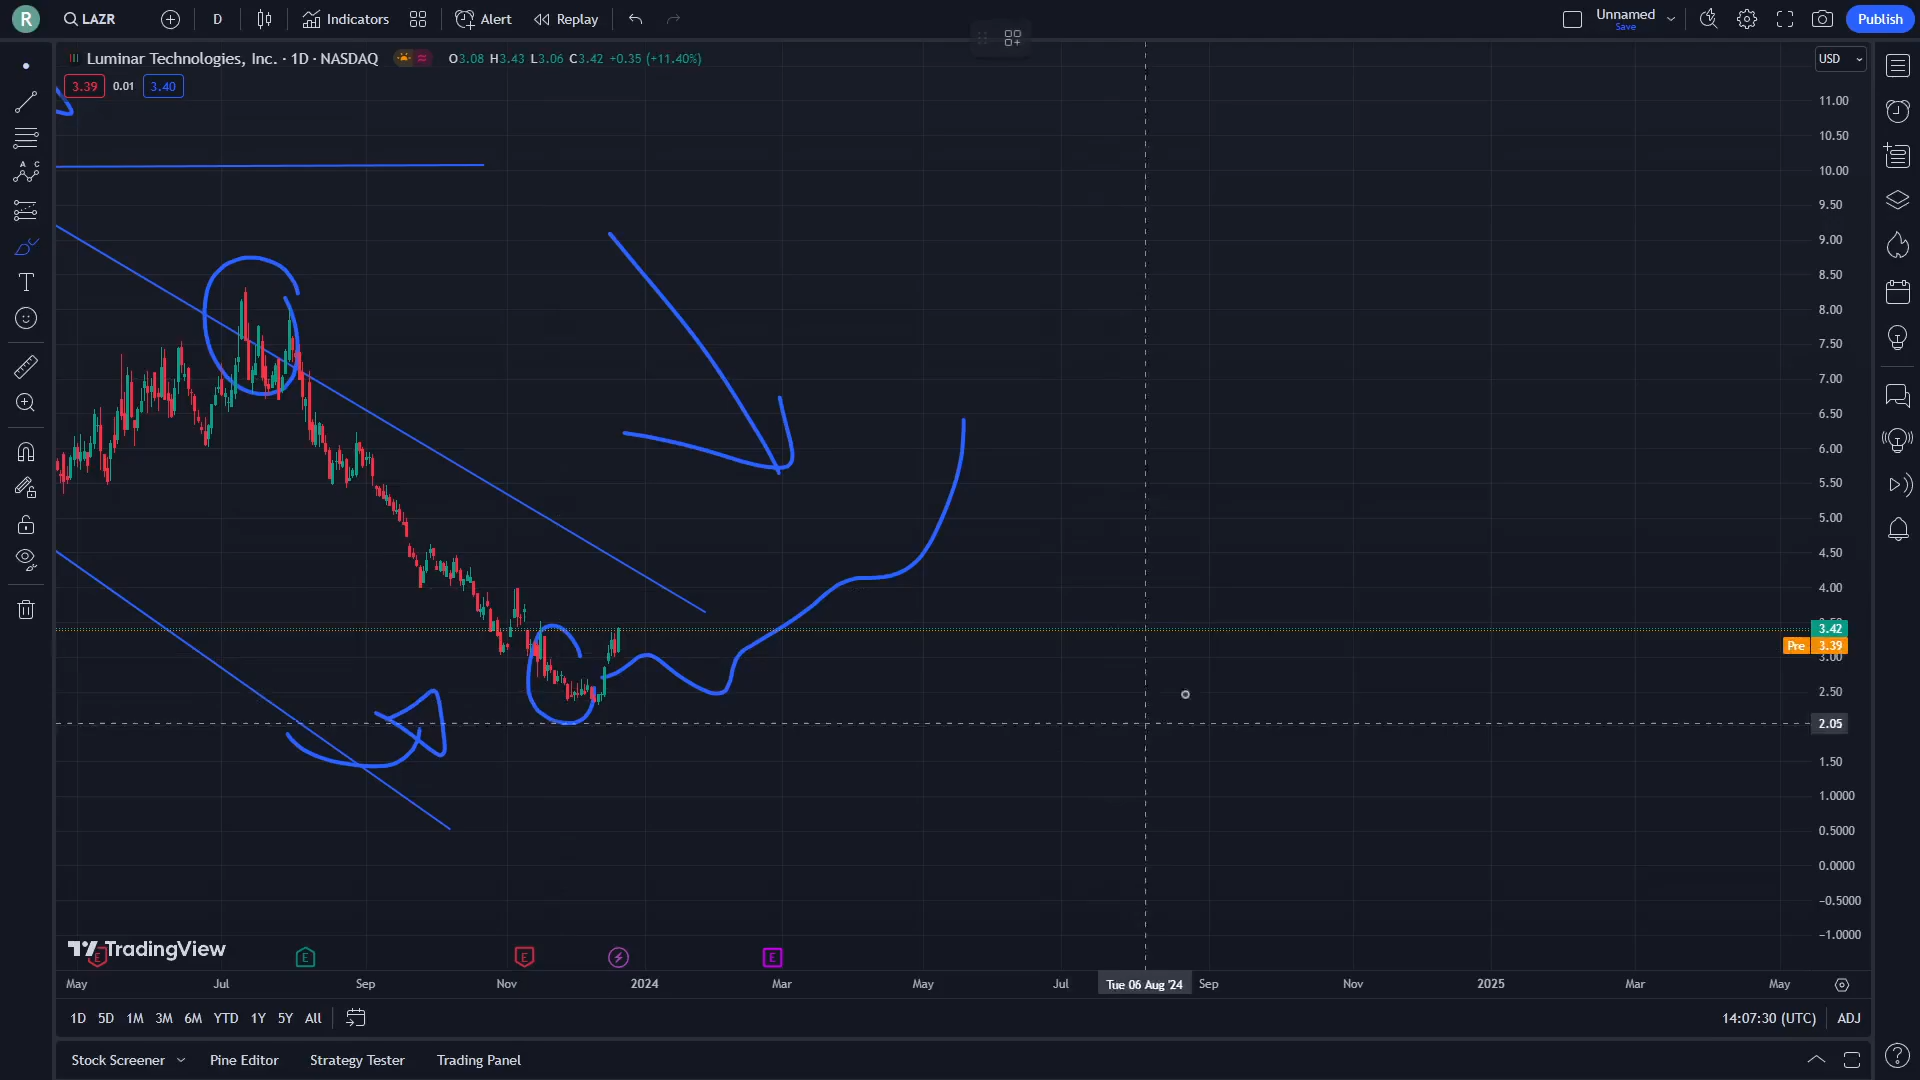 R
LAZR
D
Indicators
Alert
Replay
Unnamed
Save
Publish
Luminar Technologies, Inc. · 1D · NASDAQ
O3.08 H3.43 L3.06 C3.42 +0.35 (+11.40%)
USD
3.39 0.01 3.40
11.00
10.50
10.00
9.50
9.00
8.50
8.00
7.50
7.00
6.50
6.00
5.50
5.00
4.50
4.00
3.42
Pre 3.39
3.00
2.50
2.05
1.50
1.0000
0.5000
0.0000
−0.5000
−1.0000
TradingView
E
E
E
E
May Jul Sep Nov 2024 Mar May Jul Tue 06 Aug '24 Sep Nov 2025 Mar May
1D 5D 1M 3M 6M YTD 1Y 5Y All
14:07:30 (UTC) ADJ
Stock Screener Pine Editor Strategy Tester Trading Panel